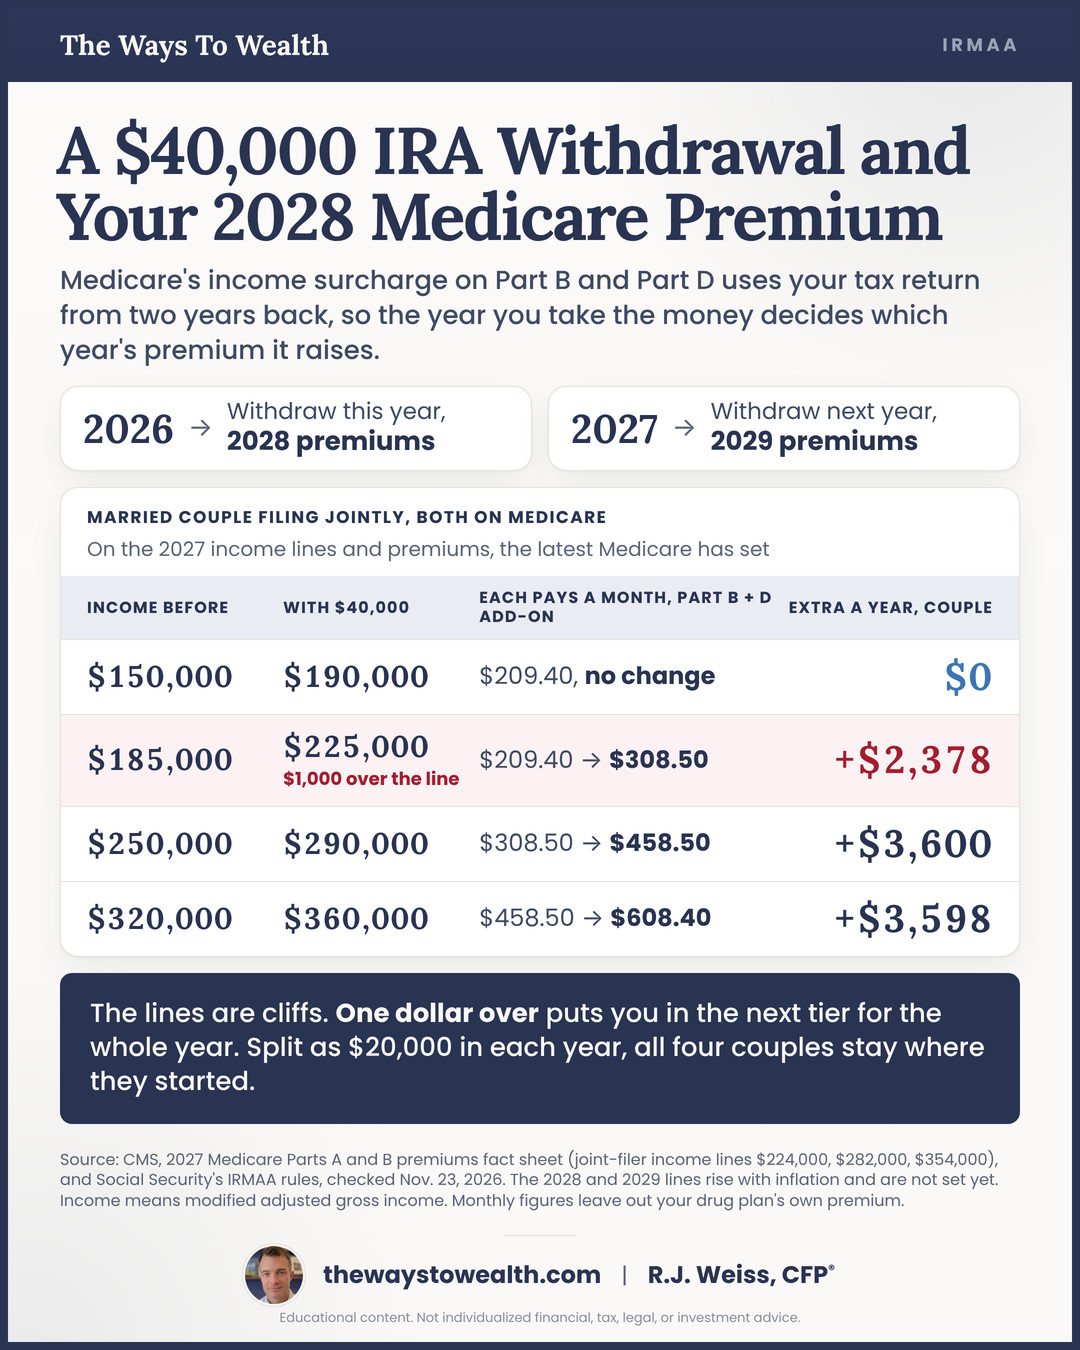 The Ways To Wealth
IRMAA
A $40,000 IRA Withdrawal and
Your 2028 Medicare Premium
Medicare's income surcharge on Part B and Part D uses your tax return
from two years back, so the year you take the money decides which
year's premium it raises.
2026 → Withdraw this year,
2028 premiums
2027 → Withdraw next year,
2029 premiums
MARRIED COUPLE FILING JOINTLY, BOTH ON MEDICARE
On the 2027 income lines and premiums, the latest Medicare has set
INCOME BEFORE WITH $40,000 EACH PAYS A MONTH, PART B + D ADD-ON EXTRA A YEAR, COUPLE
$150,000 $190,000 $209.40, no change $0
$185,000 $225,000 $209.40 → $308.50 +$2,378
$1,000 over the line
$250,000 $290,000 $308.50 → $458.50 +$3,600
$320,000 $360,000 $458.50 → $608.40 +$3,598
The lines are cliffs. One dollar over puts you in the next tier for the
whole year. Split as $20,000 in each year, all four couples stay where
they started.
Source: CMS, 2027 Medicare Parts A and B premiums fact sheet (joint-filer income lines $224,000, $282,000, $354,000),
and Social Security's IRMAA rules, checked Nov. 23, 2026. The 2028 and 2029 lines rise with inflation and are not set yet.
Income means modified adjusted gross income. Monthly figures leave out your drug plan's own premium.
thewaystowealth.com | R.J. Weiss, CFP®
Educational content. Not individualized financial, tax, legal, or investment advice.